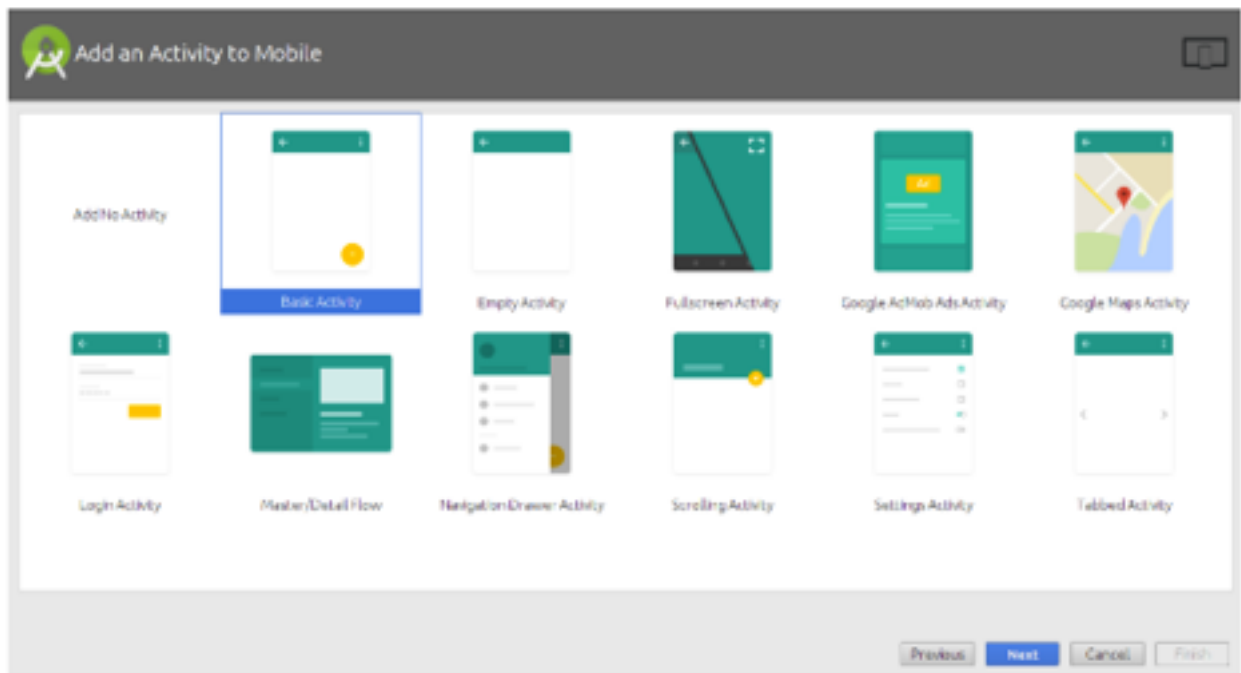 Add an Activity to Mobile
Add No Activity
Basic Activity
Empty Activity
Fullscreen Activity
Google AdMob Ads Activity
Google Maps Activity
Login Activity
Master/Detail Flow
Navigation Drawer Activity
Scrolling Activity
Settings Activity
Tabbed Activity
Previous
Next
Cancel
Finish